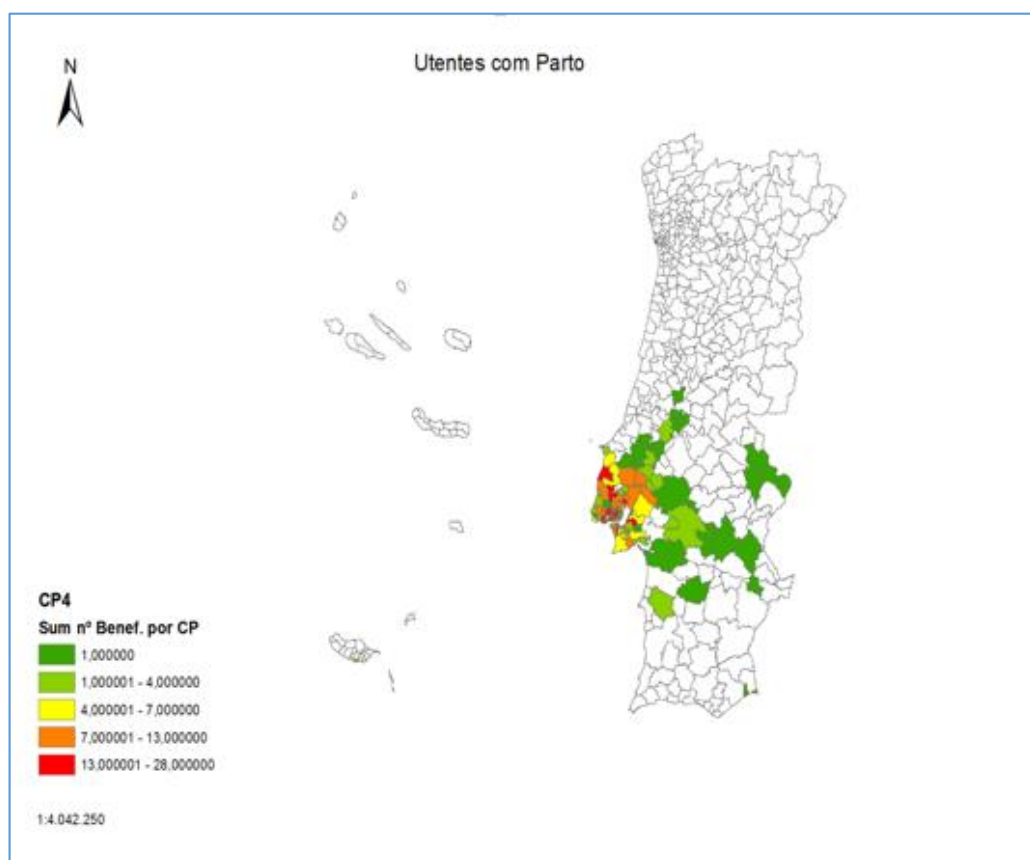 Utentes com Parto
N
CP4
Sum nº Benef. por CP
1,000000
1,000001 - 4,000000
4,000001 - 7,000000
7,000001 - 13,000000
13,000001 - 28,000000
1:4.042.250